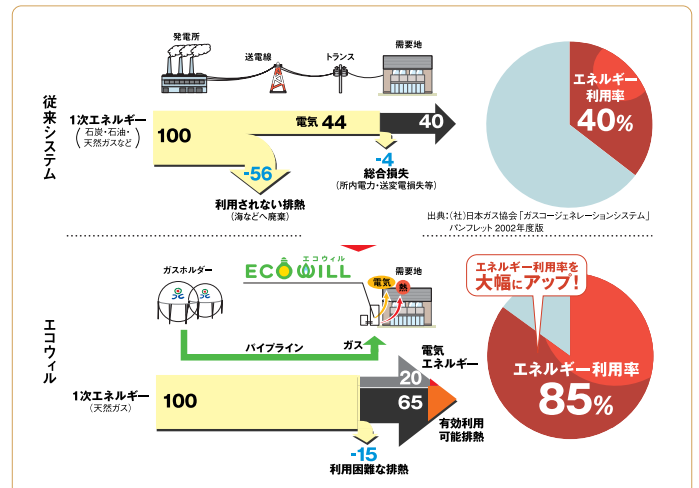 従来システム
発電所
送電線
トランス
需要地
1次エネルギー
(石炭・石油・
天然ガスなど)
100
電気 44
40
-56
利用されない排熱
(海などへ廃棄)
-4
総合損失
(所内電力・送変電損失等)
エネルギー
利用率
40%
出典:(社)日本ガス協会「ガスコージェネレーションシステム」
パンフレット 2002年度版
エコウィル
ガスホルダー
エコウィル
ECOWILL
電気
熱
需要地
パイプライン
ガス
1次エネルギー
(天然ガス)
100
電気
エネルギー
20
65
有効利用
可能排熱
-15
利用困難な排熱
エネルギー利用率を
大幅にアップ!
エネルギー利用率
85%